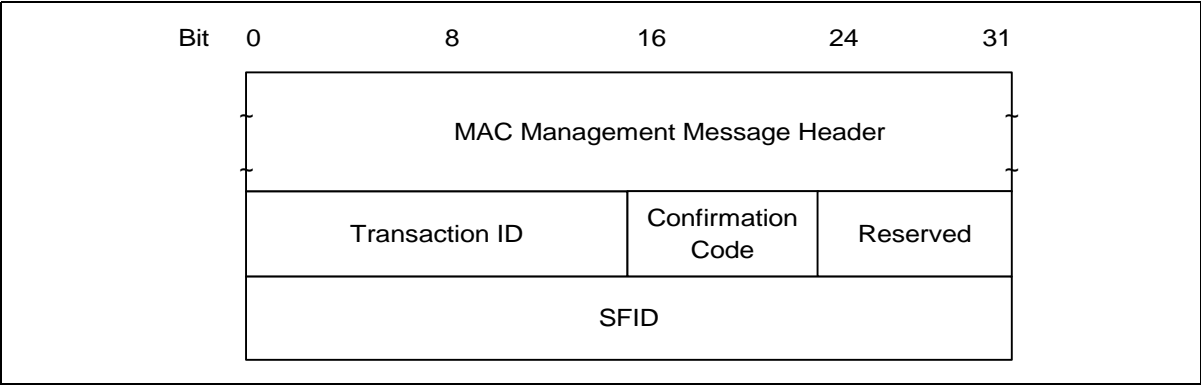 Bit 0 8 16 24 31
~ ~
MAC Management Message Header
~ ~
Transaction ID Confirmation Code Reserved
SFID